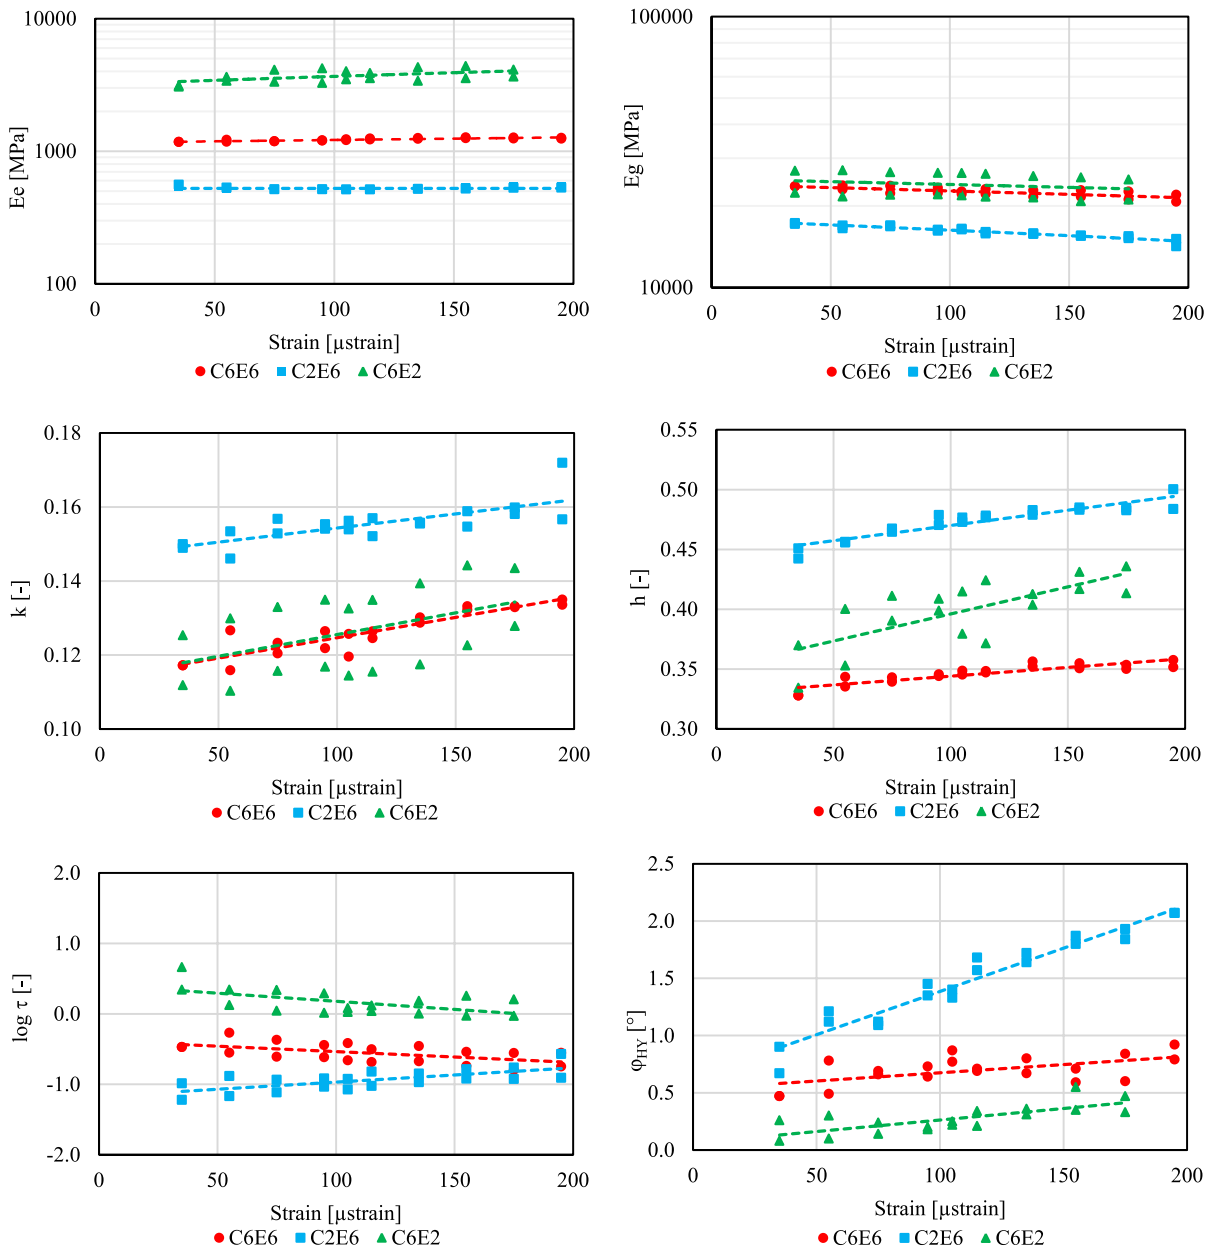 10000
1000
100
Ee [MPa]
0 50 100 150 200
Strain [µstrain]
C6E6 C2E6 C6E2
100000
10000
Eg [MPa]
0 50 100 150 200
Strain [µstrain]
C6E6 C2E6 C6E2
0.18
0.16
0.14
0.12
0.10
k [-]
0 50 100 150 200
Strain [µstrain]
C6E6 C2E6 C6E2
0.55
0.50
0.45
0.40
0.35
0.30
h [-]
0 50 100 150 200
Strain [µstrain]
C6E6 C2E6 C6E2
2.0
1.0
0.0
-1.0
-2.0
log τ [-]
0 50 100 150 200
Strain [µstrain]
C6E6 C2E6 C6E2
2.5
2.0
1.5
1.0
0.5
0.0
φHY [°]
0 50 100 150 200
Strain [µstrain]
C6E6 C2E6 C6E2